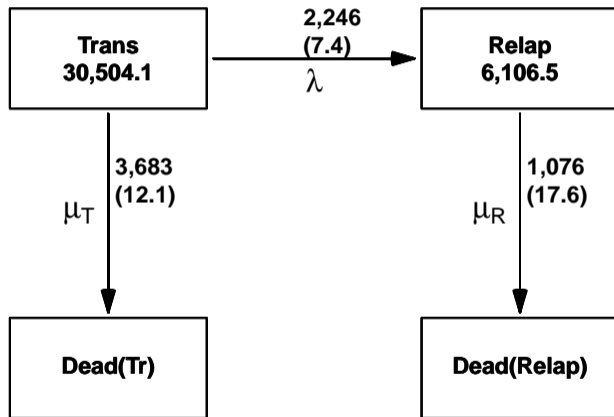 Trans
30,504.1
2,246
(7.4)
λ
Relap
6,106.5
3,683
(12.1)
μT
1,076
(17.6)
μR
Dead(Tr)
Dead(Relap)